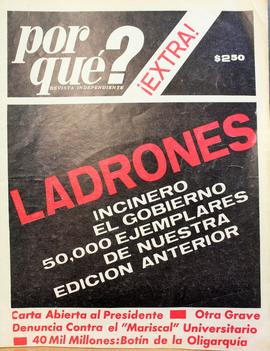 por
qué?
REVISTA INDEPENDIENTE
¡EXTRA!
$2.50
LADRONES
INCINERO
EL GOBIERNO
50,000 EJEMPLARES
DE NUESTRA
EDICION ANTERIOR
Carta Abierta al Presidente Otra Grave
Denuncia Contra el "Mariscal" Universitario
40 Mil Millones: Botín de la Oligarquía